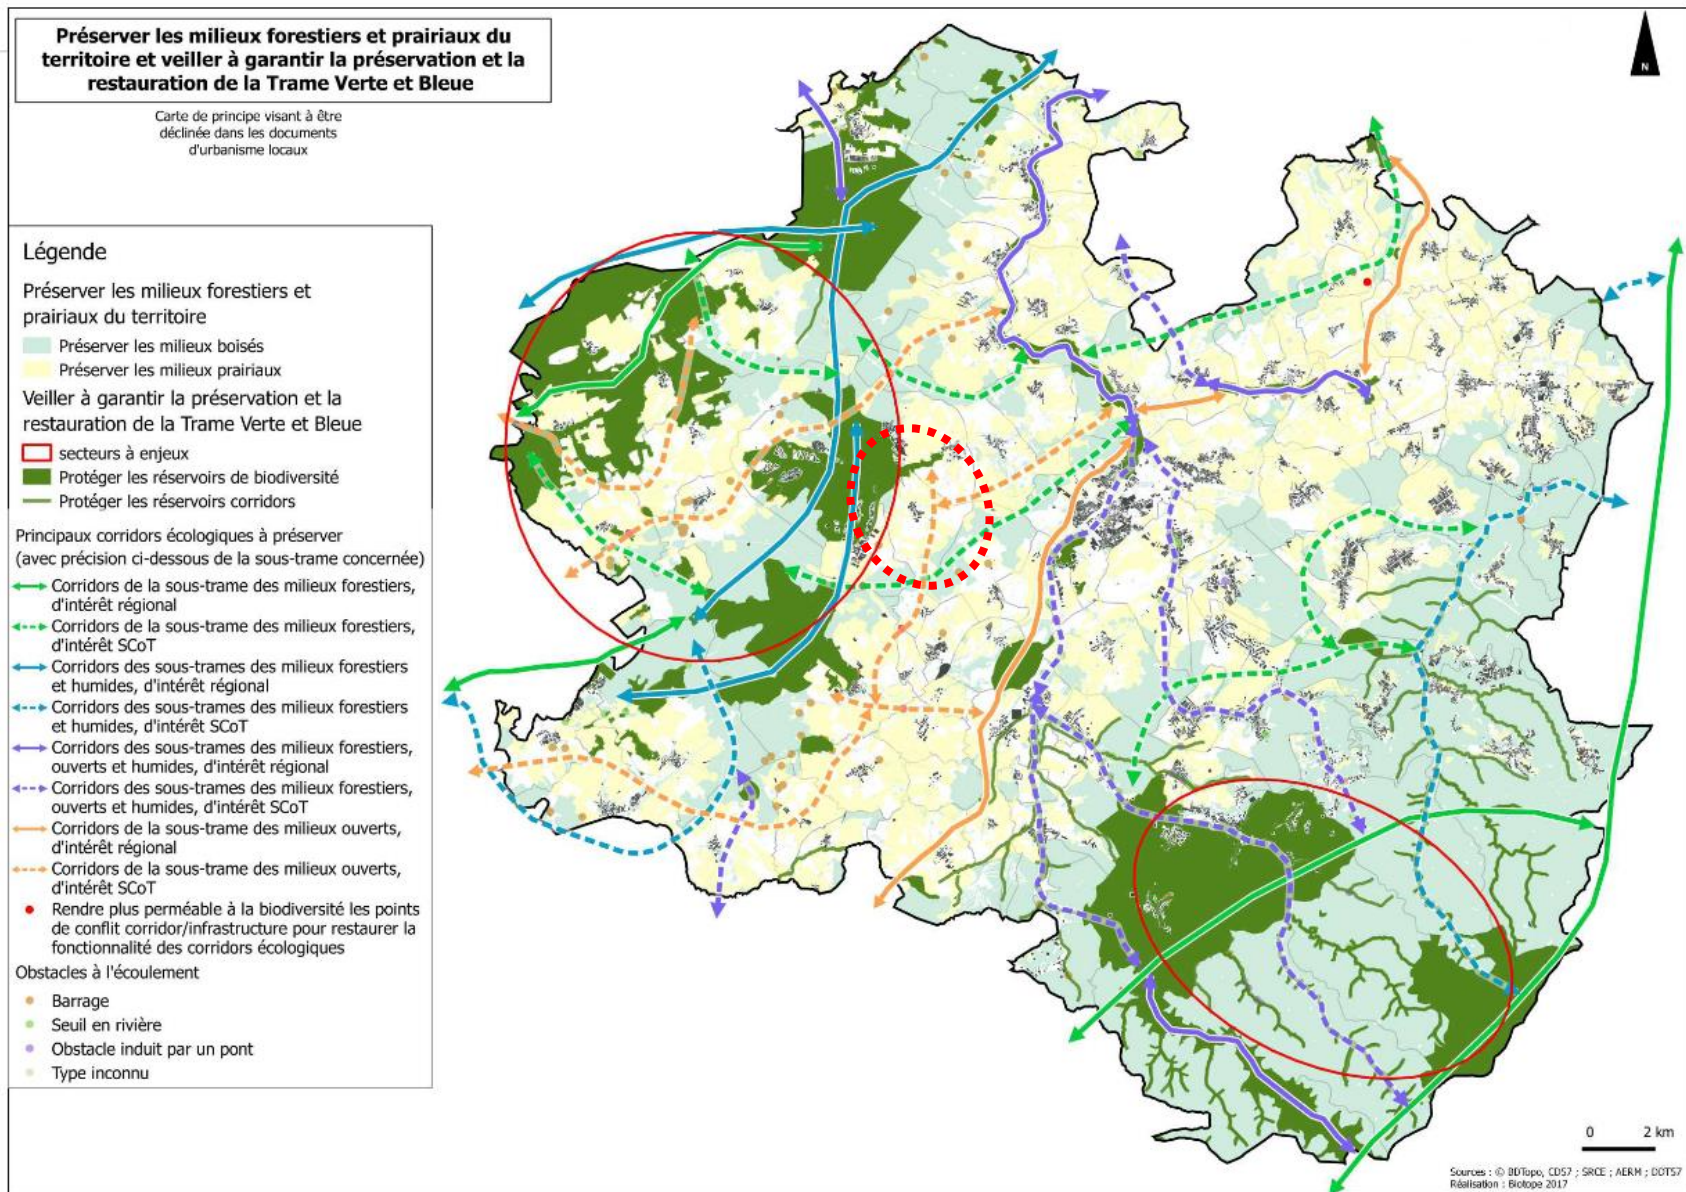 Préserver les milieux forestiers et prairiaux du
territoire et veiller à garantir la préservation et la
restauration de la Trame Verte et Bleue
Carte de principe visant à être
déclinée dans les documents
d'urbanisme locaux
N
Légende
Préserver les milieux forestiers et
prairiaux du territoire
Préserver les milieux boisés
Préserver les milieux prairiaux
Veiller à garantir la préservation et la
restauration de la Trame Verte et Bleue
secteurs à enjeux
Protéger les réservoirs de biodiversité
Protéger les réservoirs corridors
Principaux corridors écologiques à préserver
(avec précision ci-dessous de la sous-trame concernée)
Corridors de la sous-trame des milieux forestiers,
d'intérêt régional
Corridors de la sous-trame des milieux forestiers,
d'intérêt SCoT
Corridors des sous-trames des milieux forestiers
et humides, d'intérêt régional
Corridors des sous-trames des milieux forestiers
et humides, d'intérêt SCoT
Corridors des sous-trames des milieux forestiers,
ouverts et humides, d'intérêt régional
Corridors des sous-trames des milieux forestiers,
ouverts et humides, d'intérêt SCoT
Corridors de la sous-trame des milieux ouverts,
d'intérêt régional
Corridors de la sous-trame des milieux ouverts,
d'intérêt SCoT
Rendre plus perméable à la biodiversité les points
de conflit corridor/infrastructure pour restaurer la
fonctionnalité des corridors écologiques
Obstacles à l'écoulement
Barrage
Seuil en rivière
Obstacle induit par un pont
Type inconnu
0 2 km
Sources : © BDTopo, CD57 ; SRCE ; AERM ; DDT57
Réalisation : Biotope 2017